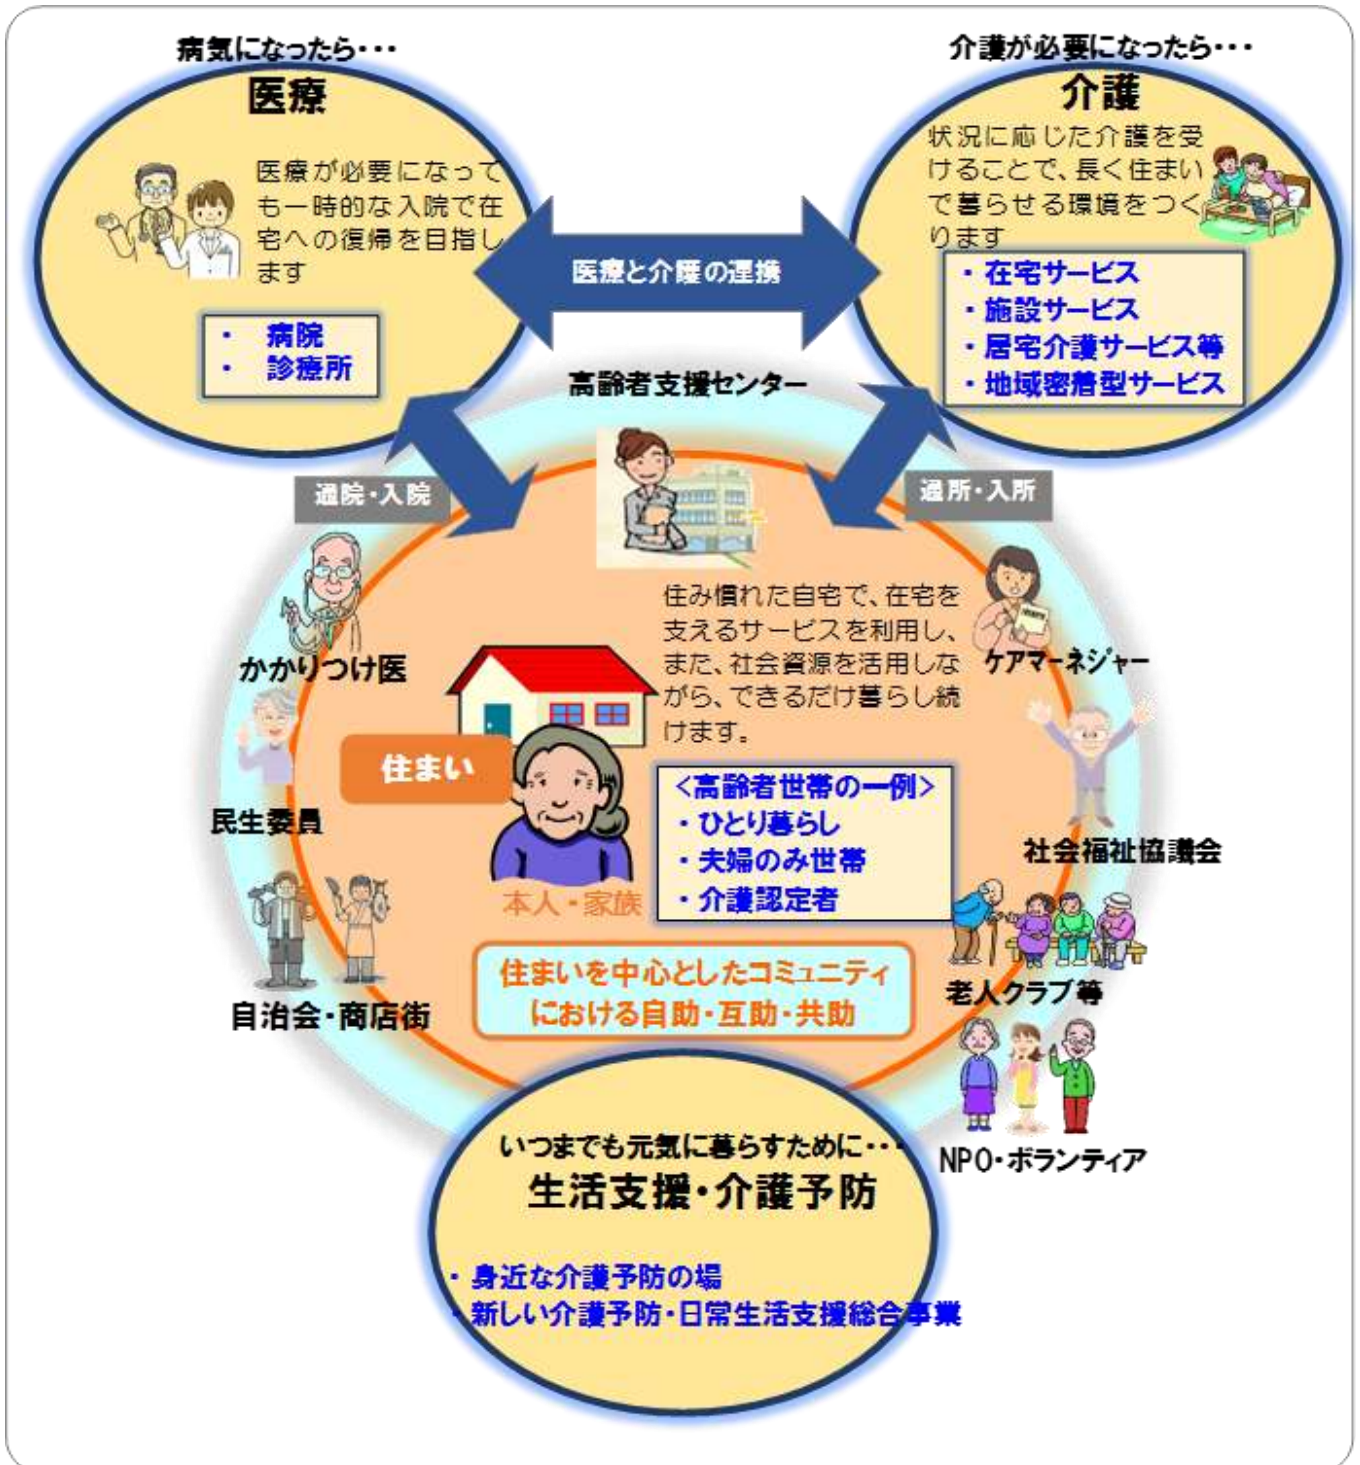 病気になったら・・・
医療
医療が必要になって
も一時的な入院で在
宅への復帰を目指し
ます
・ 病院
・ 診療所
介護が必要になったら・・・
介護
状況に応じた介護を受
けることで、長く住まい
で暮らせる環境をつく
ります
・在宅サービス
・施設サービス
・居宅介護サービス等
・地域密着型サービス
医療と介護の連携
高齢者支援センター
通院・入院
通所・入所
かかりつけ医
ケアマーネジャー
住み慣れた自宅で、在宅を
支えるサービスを利用し、
また、社会資源を活用しな
がら、できるだけ暮らし続
けます。
住まい
民生委員
<高齢者世帯の一例>
・ひとり暮らし
・夫婦のみ世帯
・介護認定者
社会福祉協議会
本人・家族
住まいを中心としたコミュニティ
における自助・互助・共助
老人クラブ等
自治会・商店街
NPO・ボランティア
いつまでも元気に暮らすために・・・
生活支援・介護予防
・身近な介護予防の場
・新しい介護予防・日常生活支援総合事業